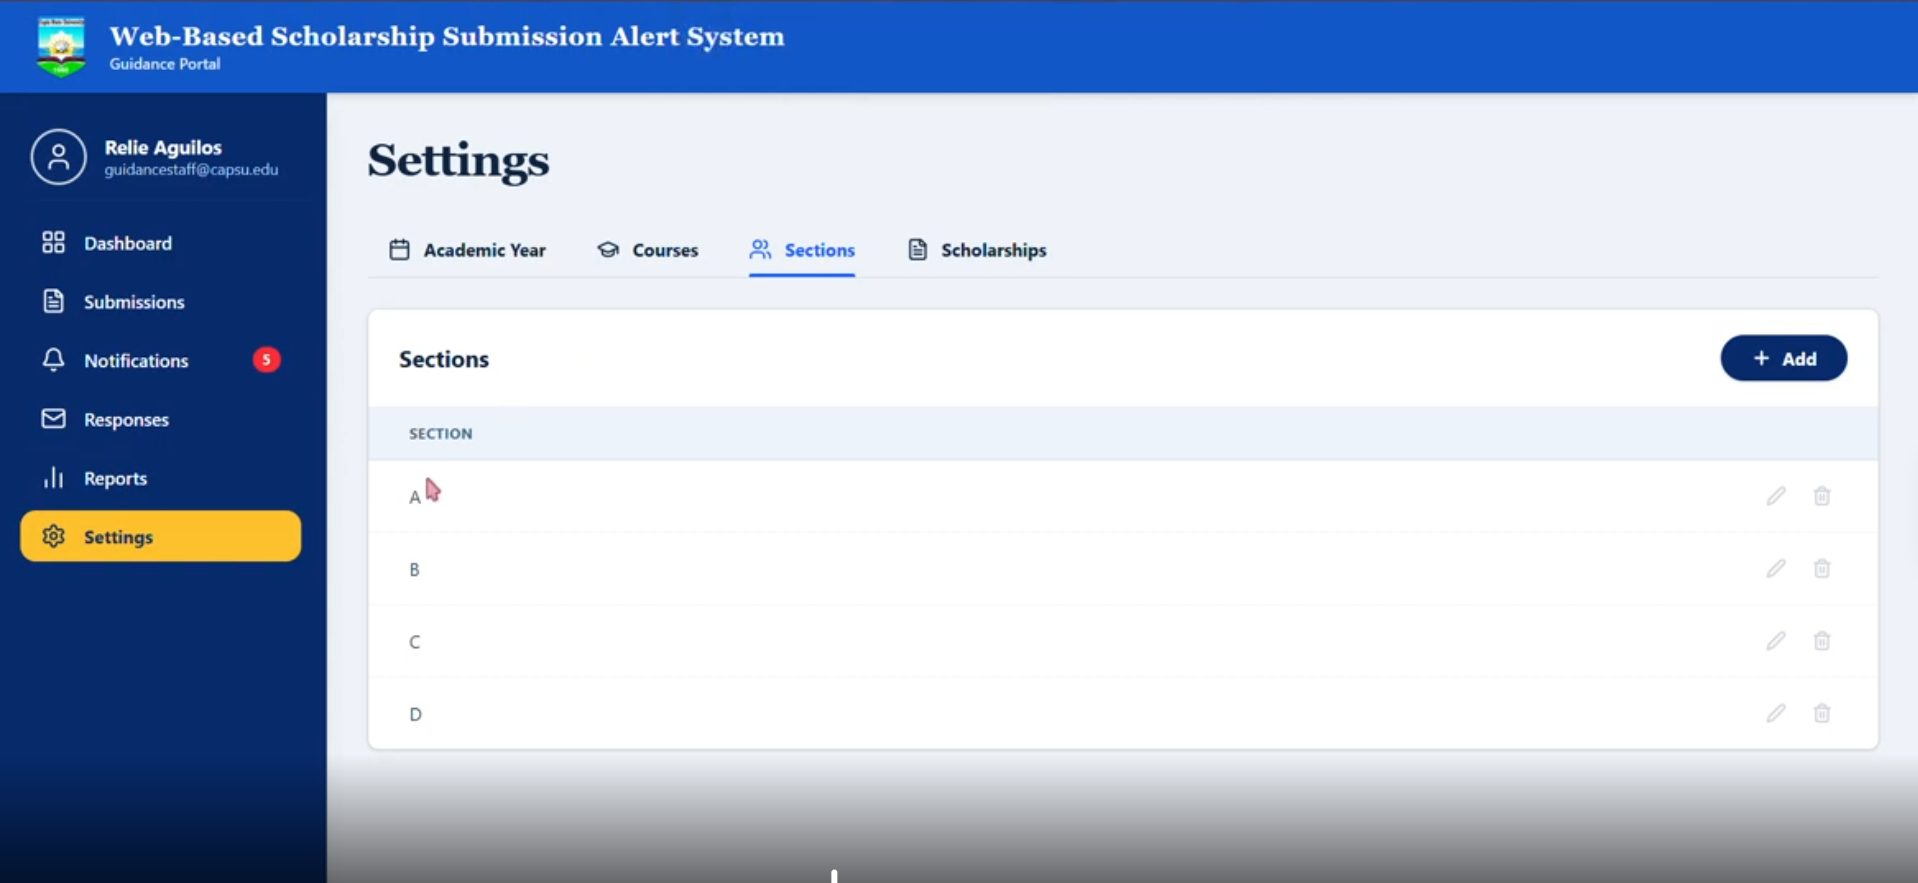 Web-Based Scholarship Submission Alert System
Guidance Portal
Relie Aguilos
guidancestaff@capsu.edu
Dashboard
Submissions
Notifications 5
Responses
Reports
Settings
Settings
Academic Year Courses Sections Scholarships
Sections + Add
SECTION
A
B
C
D